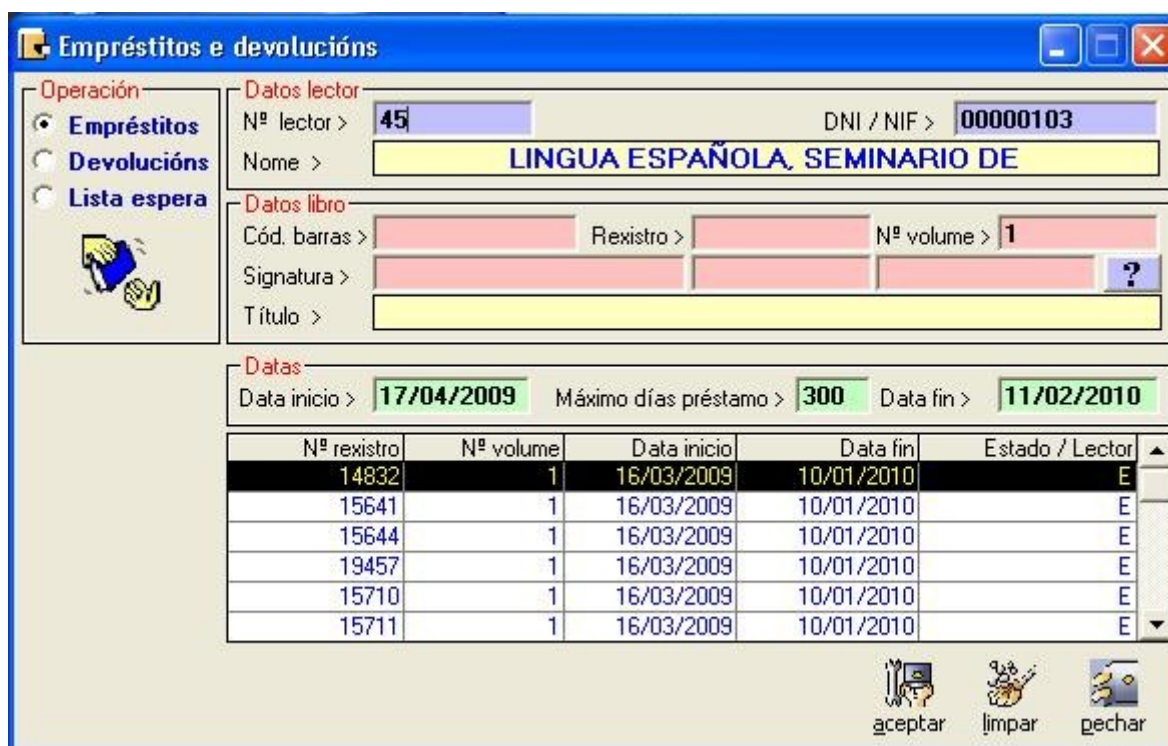 Empréstitos e devolucións
Operación
Empréstitos
Devolucións
Lista espera
Datos lector
Nº lector > 45 DNI / NIF > 00000103
Nome > LINGUA ESPAÑOLA, SEMINARIO DE
Datos libro
Cód. barras > Rexistro > Nº volume > 1
Signatura > ?
Título >
Datas
Data inicio > 17/04/2009 Máximo días préstamo > 300 Data fin > 11/02/2010
Nº rexistro Nº volume Data inicio Data fin Estado / Lector
14832 1 16/03/2009 10/01/2010 E
15641 1 16/03/2009 10/01/2010 E
15644 1 16/03/2009 10/01/2010 E
19457 1 16/03/2009 10/01/2010 E
15710 1 16/03/2009 10/01/2010 E
15711 1 16/03/2009 10/01/2010 E
aceptar limpar pechar